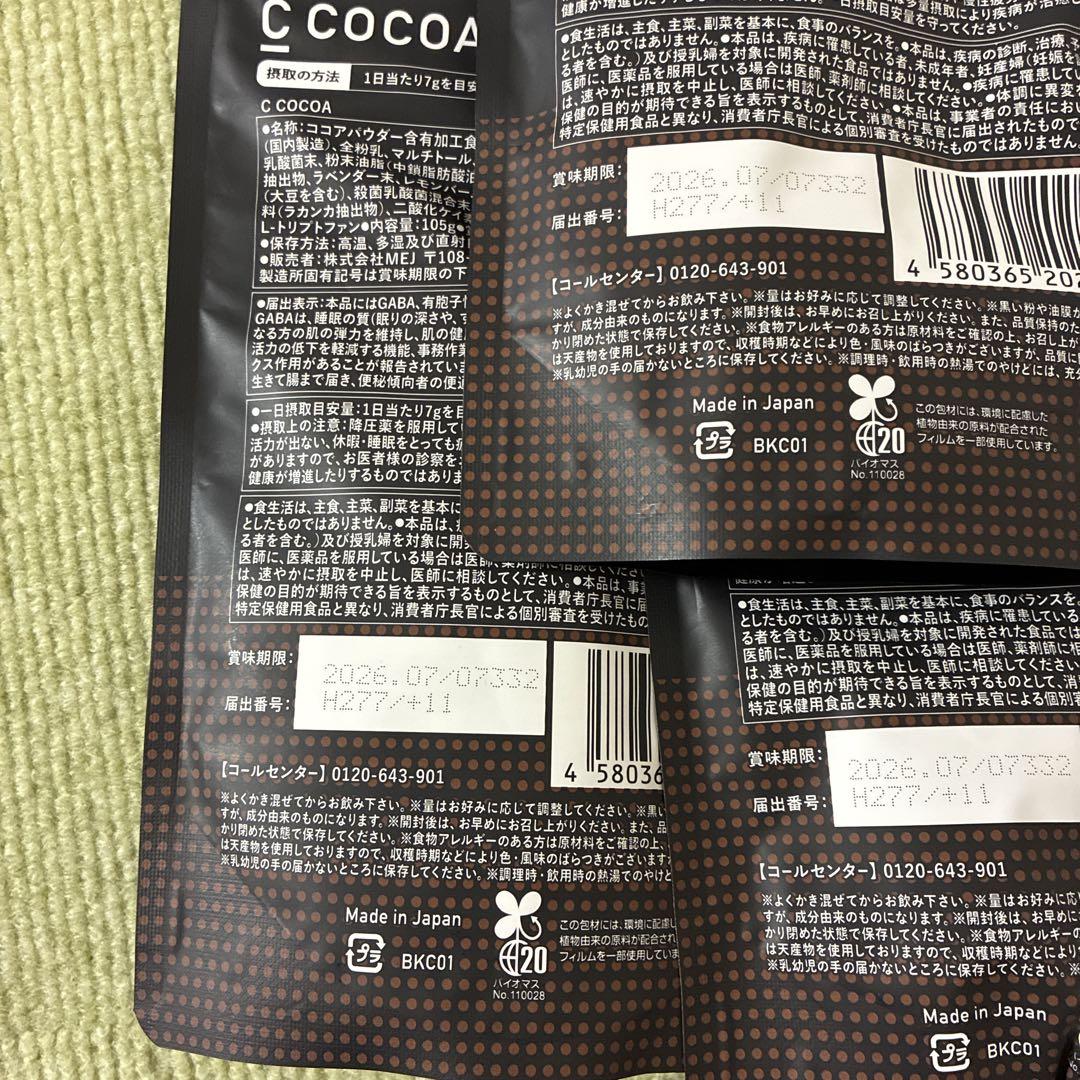 C COCOA
摂取の方法 1日当たり7gを目安
C COCOA
●名称：ココアパウダー含有加工食
（国内製造）、全粉乳、マルチトール、
乳酸菌末、粉末油脂（中鎖脂肪酸油
抽出物、ラベンダー末、レモンバー
（大豆を含む）、殺菌乳酸菌混合末
料（ラカンカ抽出物）、二酸化ケイ素
L-トリプトファン●内容量：105g●
●保存方法：高温、多湿及び直射
●販売者：株式会社MEJ 〒108-
製造所固有記号は賞味期限の下
●届出表示：本品にはGABA、有胞子性
GABAは、睡眠の質（眠りの深さや、す
なる方の肌の弾力を維持し、肌の健
活力の低下を軽減する機能、事務作業
クス作用があることが報告されていま
生きて腸まで届き、便秘傾向者の便通
●一日摂取目安量：1日当たり7gを目
●摂取上の注意：降圧薬を服用して
活力が出ない、休暇・睡眠をとっても疲
がありますので、お医者様の診察を
健康が増進したりするものではあり
●食生活は、主食、主菜、副菜を基本に
としたものではありません。●本品は、疾
る者を含む。）及び授乳婦を対象に開発
医師に、医薬品を服用している場合は医師、薬剤師に相談してくださ
は、速やかに摂取を中止し、医師に相談してください。●本品は、事業
保健の目的が期待できる旨を表示するものとして、消費者庁長官に届
特定保健用食品と異なり、消費者庁長官による個別審査を受けたもの
賞味期限： 2026.07/07332
届出番号： H277/+11
【コールセンター】0120-643-901
4 58036
※よくかき混ぜてからお飲み下さい。※量はお好みに応じて調整してください。※黒い
すが、成分由来のものになります。※開封後は、お早めにお召し上がりください。また、品
かり閉めた状態で保存してください。※食物アレルギーのある方は原材料をご確認の上、
は天産物を使用しておりますので、収穫時期などにより色・風味のばらつきがございます
※乳幼児の手の届かないところに保存してください。※調理時・飲用時の熱湯でのやけど
Made in Japan
プラ BKC01
20
バイオマス
No.110028
この包材には、環境に配慮し
植物由来の原料が配合され
フィルムを一部使用していま
健康が増進したりするものではありません。
一日摂取目安量を守ってください。
●食生活は、主食、主菜、副菜を基本に、食事のバランスを。●本品は、疾病の診断、治療、予
としたものではありません。●本品は、疾病に罹患している者、未成年者、妊産婦（妊娠を計
る者を含む。）及び授乳婦を対象に開発された食品ではありません。●疾病に罹患してい
医師に、医薬品を服用している場合は医師、薬剤師に相談してください。●体調に異変を
は、速やかに摂取を中止し、医師に相談してください。●本品は、事業者の責任におい
保健の目的が期待できる旨を表示するものとして、消費者庁長官に届出されたもので
特定保健用食品と異なり、消費者庁長官による個別審査を受けたものではありません。
賞味期限： 2026.07/07332
届出番号： H277/+11
【コールセンター】0120-643-901
4 580365 202
※よくかき混ぜてからお飲み下さい。※量はお好みに応じて調整してください。※黒い粉や油膜が
すが、成分由来のものになります。※開封後は、お早めにお召し上がりください。また、品質保持のた
かり閉めた状態で保存してください。※食物アレルギーのある方は原材料をご確認の上、お召し上が
は天産物を使用しておりますので、収穫時期などにより色・風味のばらつきがございますが、品質に
※乳幼児の手の届かないところに保存してください。※調理時・飲用時の熱湯でのやけどには、充分
Made in Japan
プラ BKC01
20
バイオマス
No.110028
この包材には、環境に配慮した
植物由来の原料が配合された
フィルムを一部使用しています。
●食生活は、主食、主菜、副菜を基本に、食事のバランスを。
としたものではありません。●本品は、疾病に罹患している
る者を含む。）及び授乳婦を対象に開発された食品では
医師に、医薬品を服用している場合は医師、薬剤師に相
は、速やかに摂取を中止し、医師に相談してください。
保健の目的が期待できる旨を表示するものとして、消
特定保健用食品と異なり、消費者庁長官による個別審
賞味期限： 2026.07/07332
届出番号： H277/+11
【コールセンター】0120-643-901
※よくかき混ぜてからお飲み下さい。※量はお好みに応
すが、成分由来のものになります。※開封後は、お早めに
かり閉めた状態で保存してください。※食物アレルギーの
は天産物を使用しておりますので、収穫時期などにより
※乳幼児の手の届かないところに保存してください。※
Made in Japan
プラ BKC01